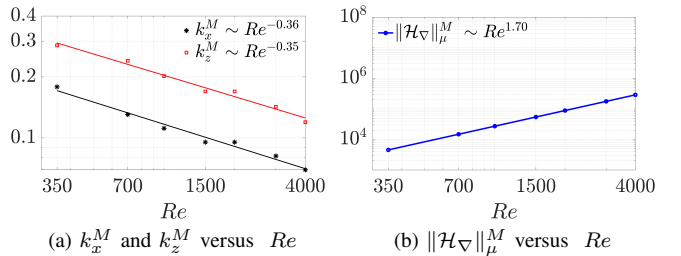 0.4
0.3
0.2
0.1
k_x^M ∼ Re^{-0.36}
k_z^M ∼ Re^{-0.35}
350 700 1500 4000
Re
(a) k_x^M and k_z^M versus Re
10^8
10^6
10^4
‖ℋ_∇‖_μ^M ∼ Re^{1.70}
350 700 1500 4000
Re
(b) ‖ℋ_∇‖_μ^M versus Re